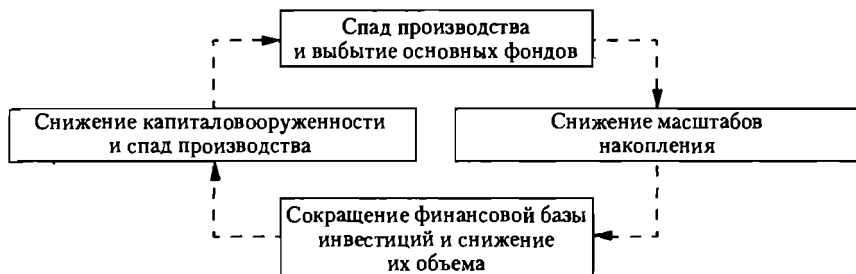 Спад производства
и выбытие основных фондов
Снижение капиталовооруженности
и спад производства
Снижение масштабов
накопления
Сокращение финансовой базы
инвестиций и снижение
их объема